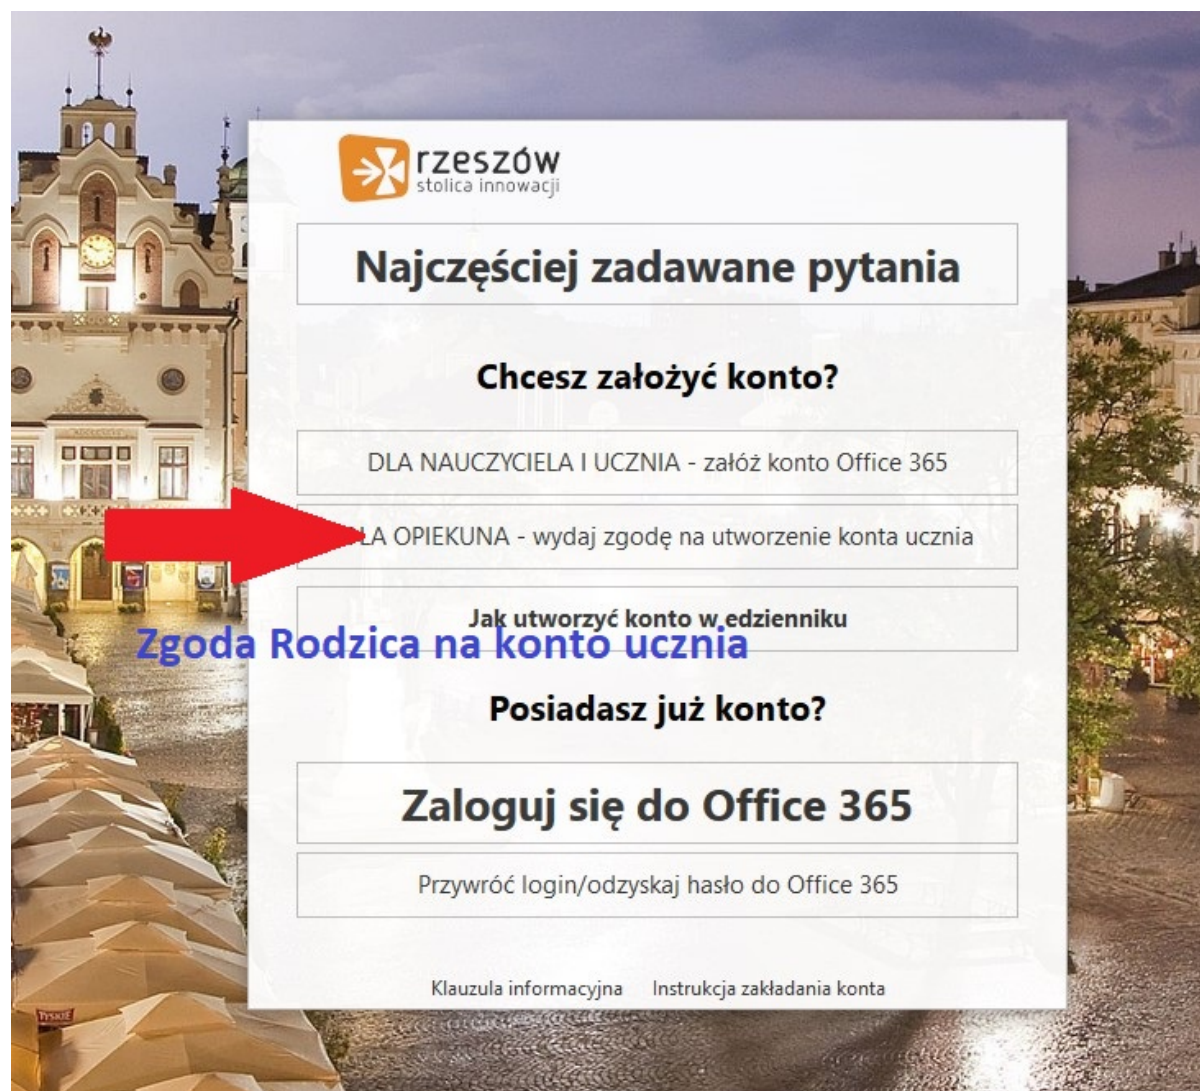 rzeszów
stolica innowacji
Najczęściej zadawane pytania
Chcesz założyć konto?
DLA NAUCZYCIELA I UCZNIA - załóż konto Office 365
LA OPIEKUNA - wydaj zgodę na utworzenie konta ucznia
Jak utworzyć konto w edzienniku
Zgoda Rodzica na konto ucznia
Posiadasz już konto?
Zaloguj się do Office 365
Przywróć login/odzyskaj hasło do Office 365
Klauzula informacyjna Instrukcja zakładania konta
TYSKIE